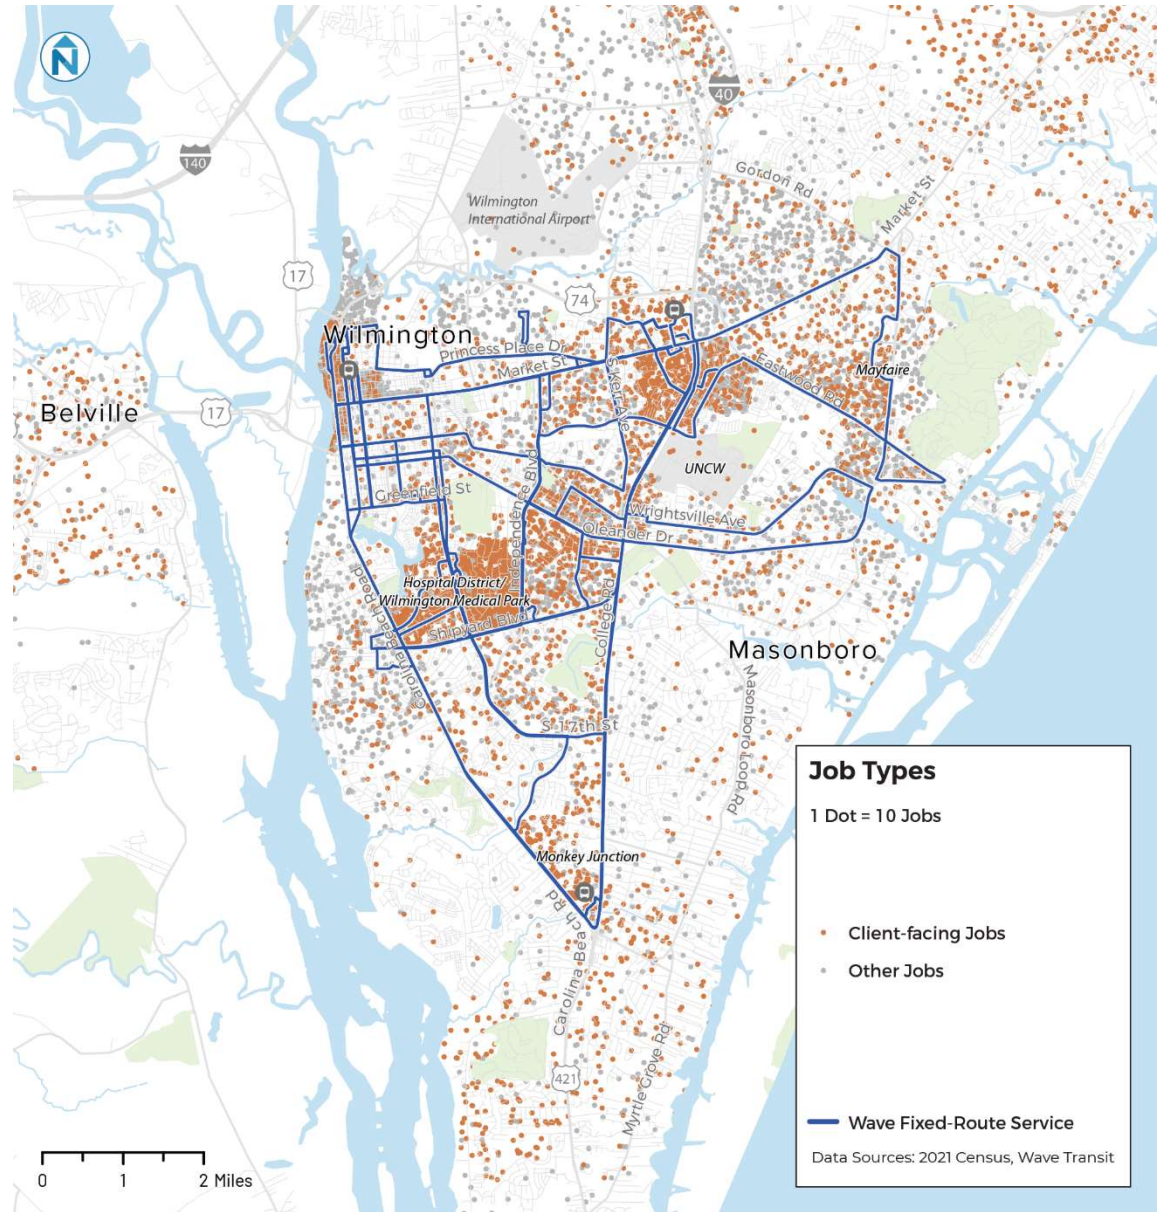 N
40
140
Gordon Rd
Market St
Wilmington
International Airport
17
74
Wilmington
Princess Place Dr
Market St
S Kerr Ave
Eastwood Rd
Mayfaire
Belville
17
UNCW
Greenfield St
Independence Blvd
Wrightsville Ave
Oleander Dr
Hospital District/
Wilmington Medical Park
Shipyard Blvd
Carolina Beach Road
College Rd
Masonboro
Masonboro Loop Rd
S 17th St
Monkey Junction
Carolina Beach Rd
421
Myrtle Grove Rd
Job Types
1 Dot = 10 Jobs
Client-facing Jobs
Other Jobs
Wave Fixed-Route Service
Data Sources: 2021 Census, Wave Transit
0 1 2 Miles